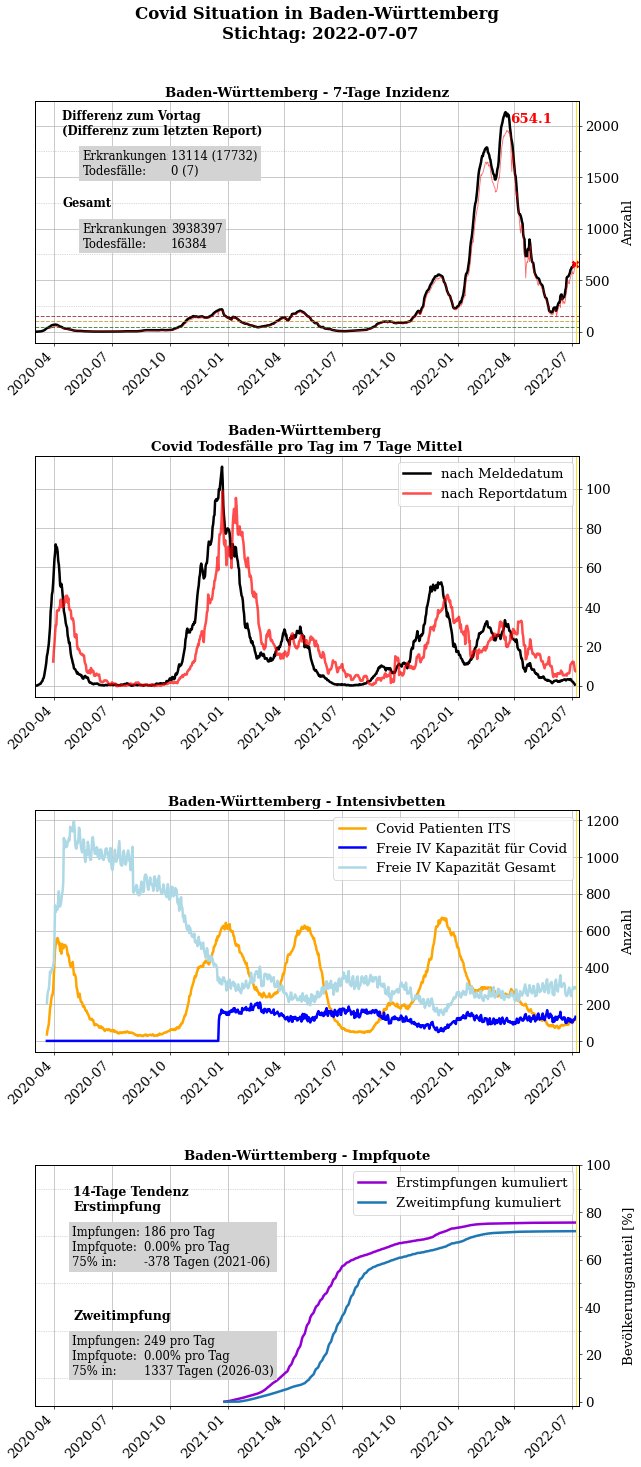 Covid Situation in Baden-Württemberg
Stichtag: 2022-07-07
Baden-Württemberg - 7-Tage Inzidenz
Differenz zum Vortag
(Differenz zum letzten Report)
Erkrankungen 13114 (17732)
Todesfälle: 0 (7)
Gesamt
Erkrankungen 3938397
Todesfälle: 16384
654.1
2000
1500
1000
500
0
Anzahl
2020-04 2020-07 2020-10 2021-01 2021-04 2021-07 2021-10 2022-01 2022-04 2022-07
Baden-Württemberg
Covid Todesfälle pro Tag im 7 Tage Mittel
nach Meldedatum
nach Reportdatum
100
80
60
40
20
0
2020-04 2020-07 2020-10 2021-01 2021-04 2021-07 2021-10 2022-01 2022-04 2022-07
Baden-Württemberg - Intensivbetten
Covid Patienten ITS
Freie IV Kapazität für Covid
Freie IV Kapazität Gesamt
1200
1000
800
600
400
200
0
Anzahl
2020-04 2020-07 2020-10 2021-01 2021-04 2021-07 2021-10 2022-01 2022-04 2022-07
Baden-Württemberg - Impfquote
14-Tage Tendenz
Erstimpfung
Impfungen: 186 pro Tag
Impfquote: 0.00% pro Tag
75% in: -378 Tagen (2021-06)
Zweitimpfung
Impfungen: 249 pro Tag
Impfquote: 0.00% pro Tag
75% in: 1337 Tagen (2026-03)
Erstimpfungen kumuliert
Zweitimpfung kumuliert
100
80
60
40
20
0
Bevölkerungsanteil [%]
2020-04 2020-07 2020-10 2021-01 2021-04 2021-07 2021-10 2022-01 2022-04 2022-07